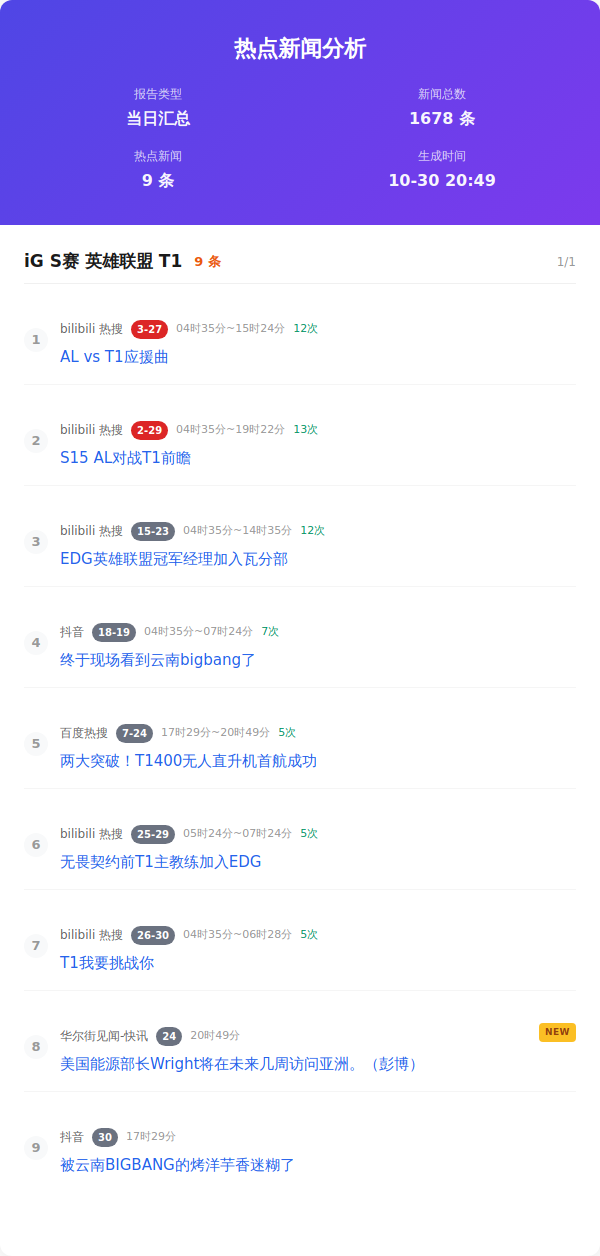 热点新闻分析
报告类型 新闻总数
当日汇总 1678 条
热点新闻 生成时间
9 条 10-30 20:49
iG S赛 英雄联盟 T1 9 条 1/1
1 bilibili 热搜 3-27 04时35分~15时24分 12次
AL vs T1应援曲
2 bilibili 热搜 2-29 04时35分~19时22分 13次
S15 AL对战T1前瞻
3 bilibili 热搜 15-23 04时35分~14时35分 12次
EDG英雄联盟冠军经理加入瓦分部
4 抖音 18-19 04时35分~07时24分 7次
终于现场看到云南bigbang了
5 百度热搜 7-24 17时29分~20时49分 5次
两大突破！T1400无人直升机首航成功
6 bilibili 热搜 25-29 05时24分~07时24分 5次
无畏契约前T1主教练加入EDG
7 bilibili 热搜 26-30 04时35分~06时28分 5次
T1我要挑战你
8 华尔街见闻-快讯 24 20时49分 NEW
美国能源部长Wright将在未来几周访问亚洲。（彭博）
9 抖音 30 17时29分
被云南BIGBANG的烤洋芋香迷糊了